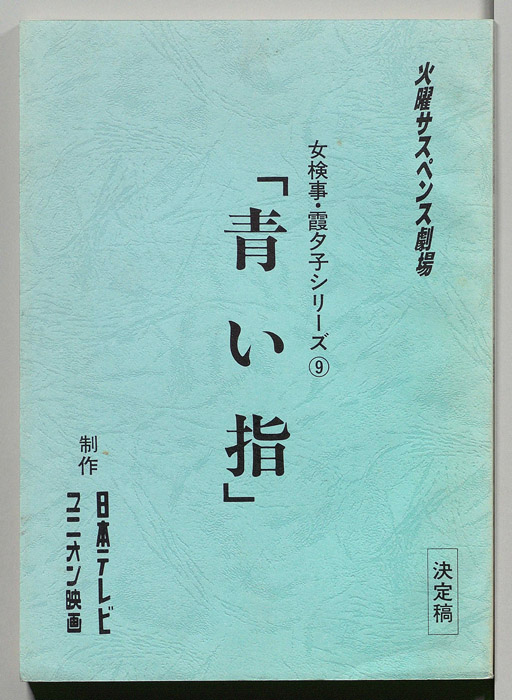 火曜サスペンス劇場
女検事・霞夕子シリーズ⑨
「青い指」
決定稿
制作
日本テレビ
ユニオン映画